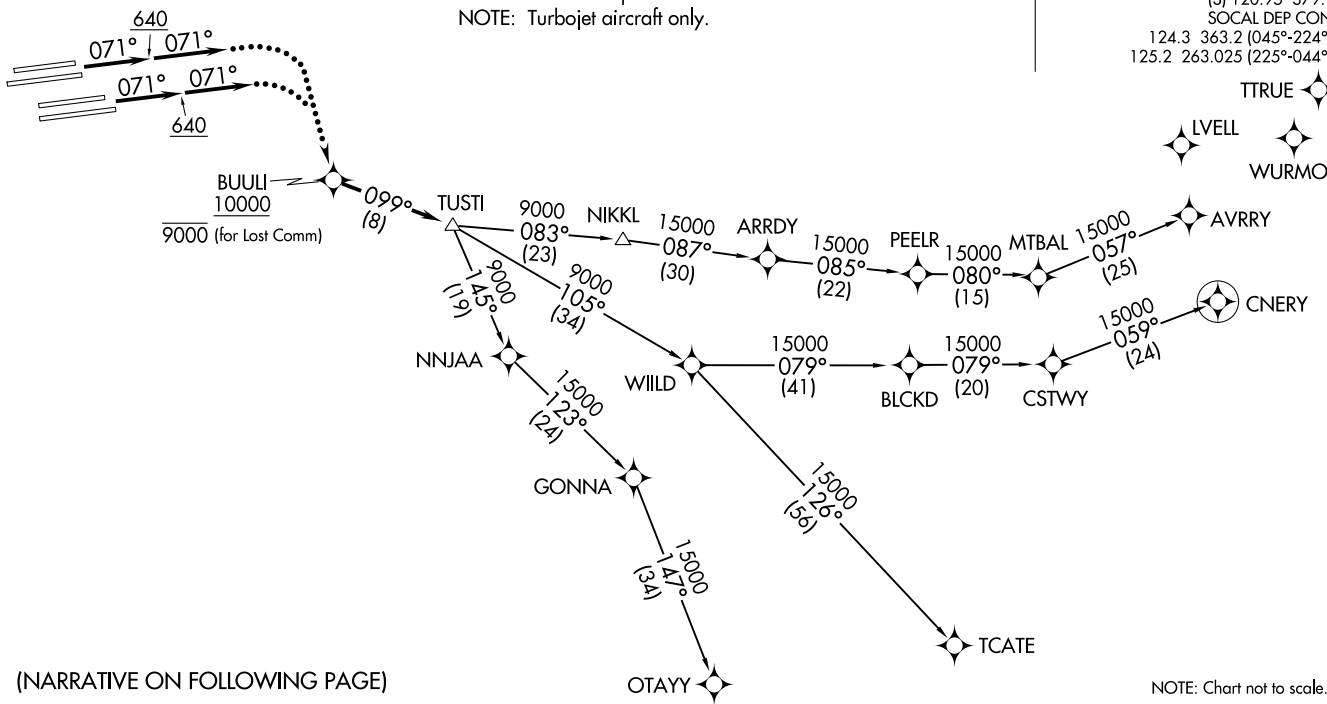 NOTE: Turbojet aircraft only.
SOCAL DEP CON
124.3 363.2 (045°-224°
125.2 263.025 (225°-044°
640
071° 071°
071° 071°
640
TTRUE
LVELL
WURMO
BUULI
10000
9000 (for Lost Comm)
099°
(8)
TUSTI
9000
083°
(23)
NIKKL
15000
087°
(30)
ARRDY
15000
085°
(22)
PEELR
15000
080°
(15)
MTBAL
15000
057°
(25)
AVRRY
9000
145°
(19)
9000
105°
(34)
NNJAA
WIILD
15000
079°
(41)
BLCKD
15000
079°
(20)
CSTWY
15000
059°
(24)
CNERY
15000
123°
(24)
GONNA
15000
126°
(56)
15000
147°
(34)
TCATE
OTAYY
(NARRATIVE ON FOLLOWING PAGE)
NOTE: Chart not to scale.